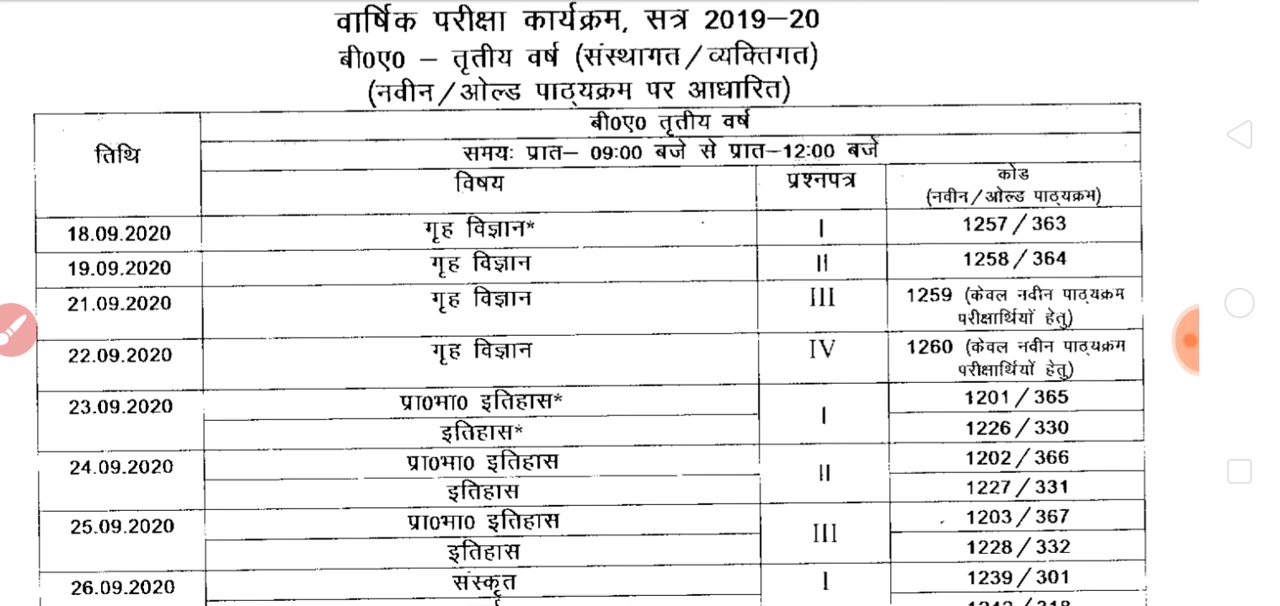 वार्षिक परीक्षा कार्यक्रम, सत्र 2019–20
बी0ए0 – तृतीय वर्ष (संस्थागत/व्यक्तिगत)
(नवीन/ओल्ड पाठ्यक्रम पर आधारित)
तिथि
बी0ए0 तृतीय वर्ष
समयः प्रात– 09:00 बजे से प्रात–12:00 बजे
विषय प्रश्नपत्र कोड
(नवीन/ओल्ड पाठ्यक्रम)
18.09.2020 गृह विज्ञान* I 1257/363
19.09.2020 गृह विज्ञान II 1258/364
21.09.2020 गृह विज्ञान III 1259 (केवल नवीन पाठ्यक्रम
परीक्षार्थियों हेतु)
22.09.2020 गृह विज्ञान IV 1260 (केवल नवीन पाठ्यक्रम
परीक्षार्थियों हेतु)
23.09.2020 प्रा0भा0 इतिहास* I 1201/365
इतिहास* 1226/330
24.09.2020 प्रा0भा0 इतिहास II 1202/366
इतिहास 1227/331
25.09.2020 प्रा0भा0 इतिहास III 1203/367
इतिहास 1228/332
26.09.2020 संस्कृत I 1239/301